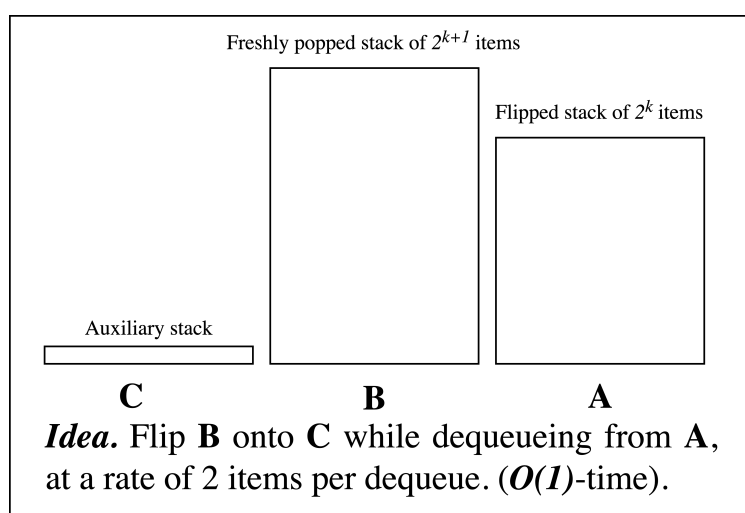 Freshly popped stack of 2^{k+1} items
Flipped stack of 2^k items
Auxiliary stack
C B A
Idea. Flip B onto C while dequeueing from A,
at a rate of 2 items per dequeue. (O(1)-time).